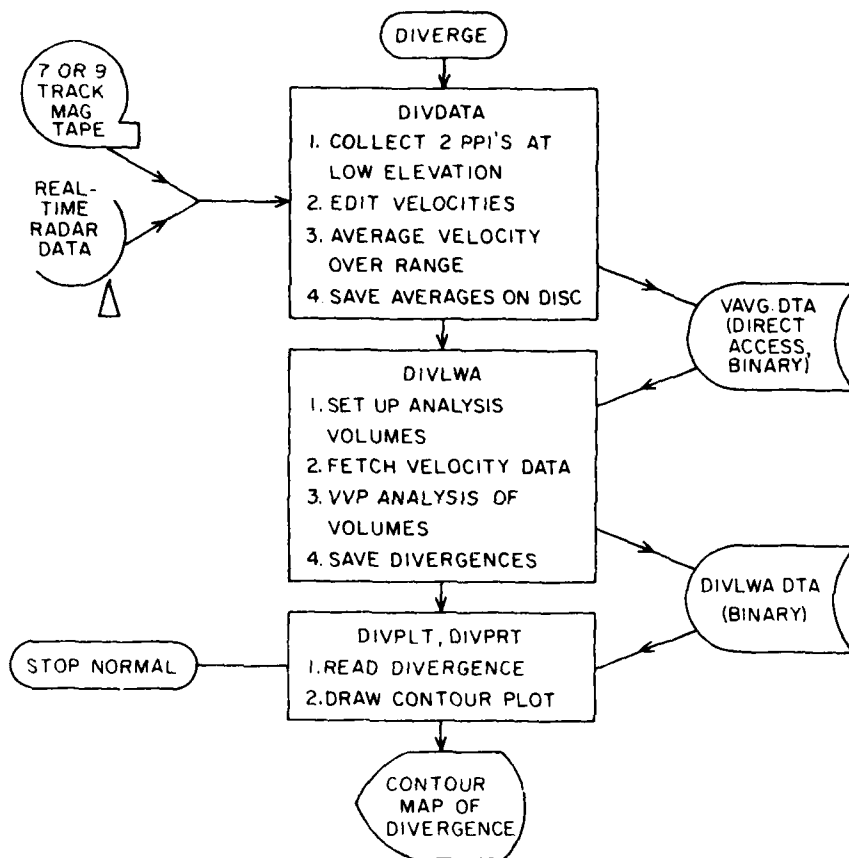 DIVERGE
7 OR 9
TRACK
MAG
TAPE
REAL-
TIME
RADAR
DATA
DIVDATA
1. COLLECT 2 PPI'S AT
LOW ELEVATION
2. EDIT VELOCITIES
3. AVERAGE VELOCITY
OVER RANGE
4. SAVE AVERAGES ON DISC
VAVG.DTA
(DIRECT
ACCESS,
BINARY)
DIVLWA
1. SET UP ANALYSIS
VOLUMES
2. FETCH VELOCITY DATA
3. VVP ANALYSIS OF
VOLUMES
4. SAVE DIVERGENCES
DIVLWA DTA
(BINARY)
DIVPLT, DIVPRT
1. READ DIVERGENCE
2. DRAW CONTOUR PLOT
STOP NORMAL
CONTOUR
MAP OF
DIVERGENCE